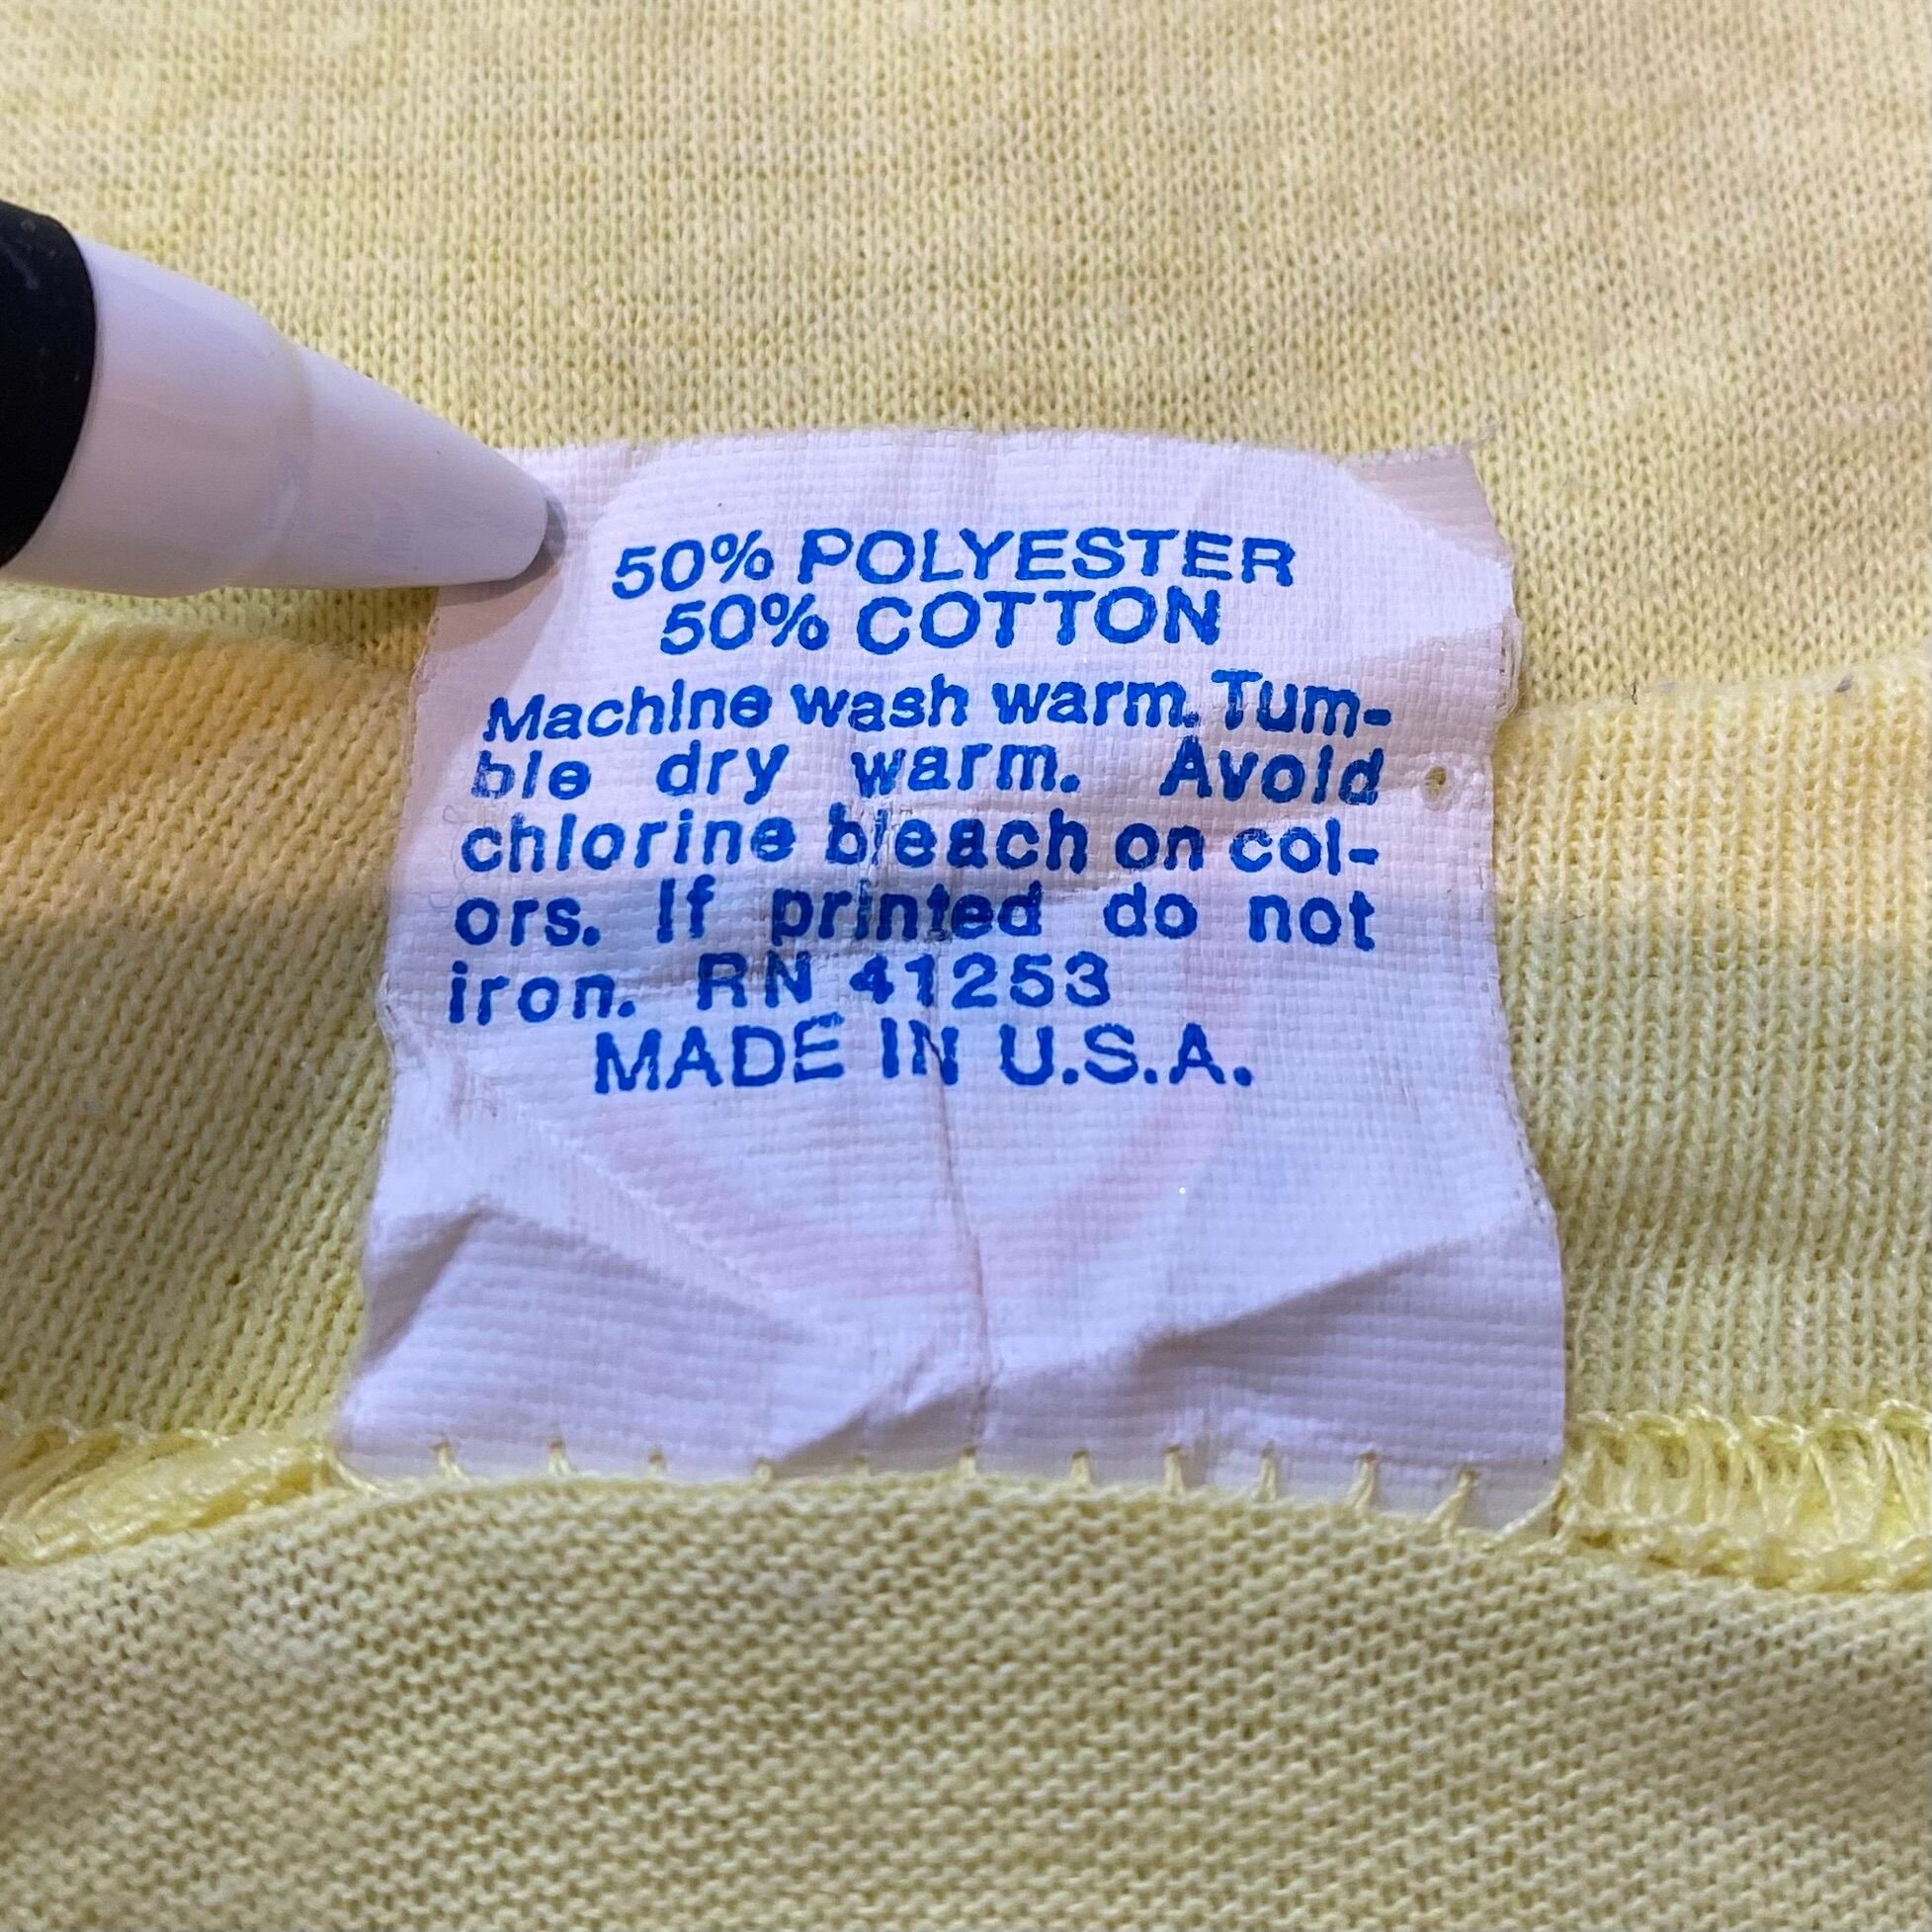 50% POLYESTER
50% COTTON
Machine wash warm. Tum-
ble dry warm. Avoid
chlorine bleach on col-
ors. If printed do not
iron. RN 41253
MADE IN U.S.A.